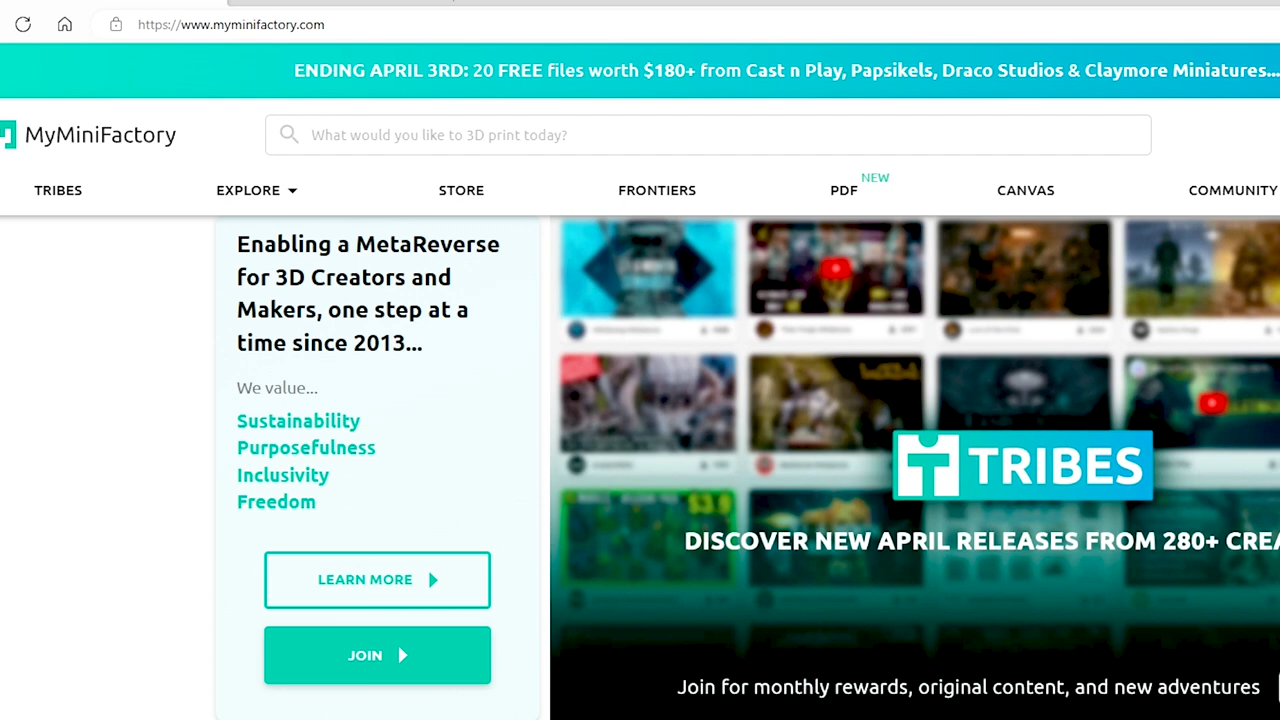 https://www.myminifactory.com
ENDING APRIL 3RD: 20 FREE files worth $180+ from Cast n Play, Papsikels, Draco Studios & Claymore Miniatures...
MyMiniFactory
What would you like to 3D print today?
TRIBES
EXPLORE
STORE
FRONTIERS
PDF
NEW
CANVAS
COMMUNITY
Enabling a MetaReverse
for 3D Creators and
Makers, one step at a
time since 2013...
We value...
Sustainability
Purposefulness
Inclusivity
Freedom
LEARN MORE
JOIN
TRIBES
DISCOVER NEW APRIL RELEASES FROM 280+ CREA
Join for monthly rewards, original content, and new adventures